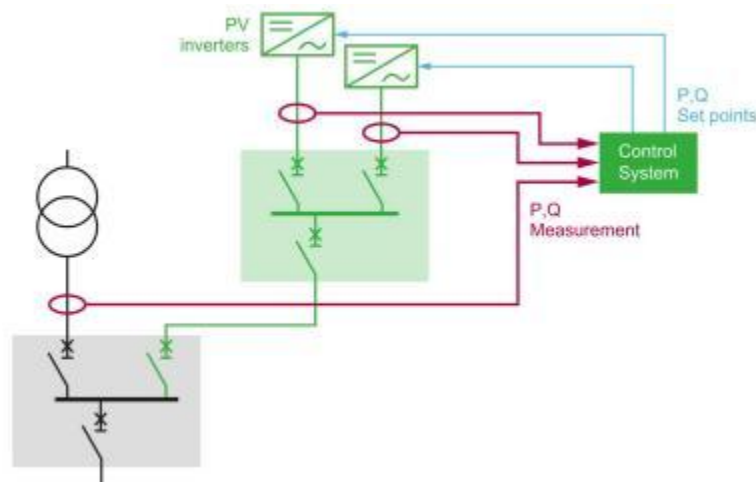 PV
inverters
P,Q
Set points
Control
System
P,Q
Measurement